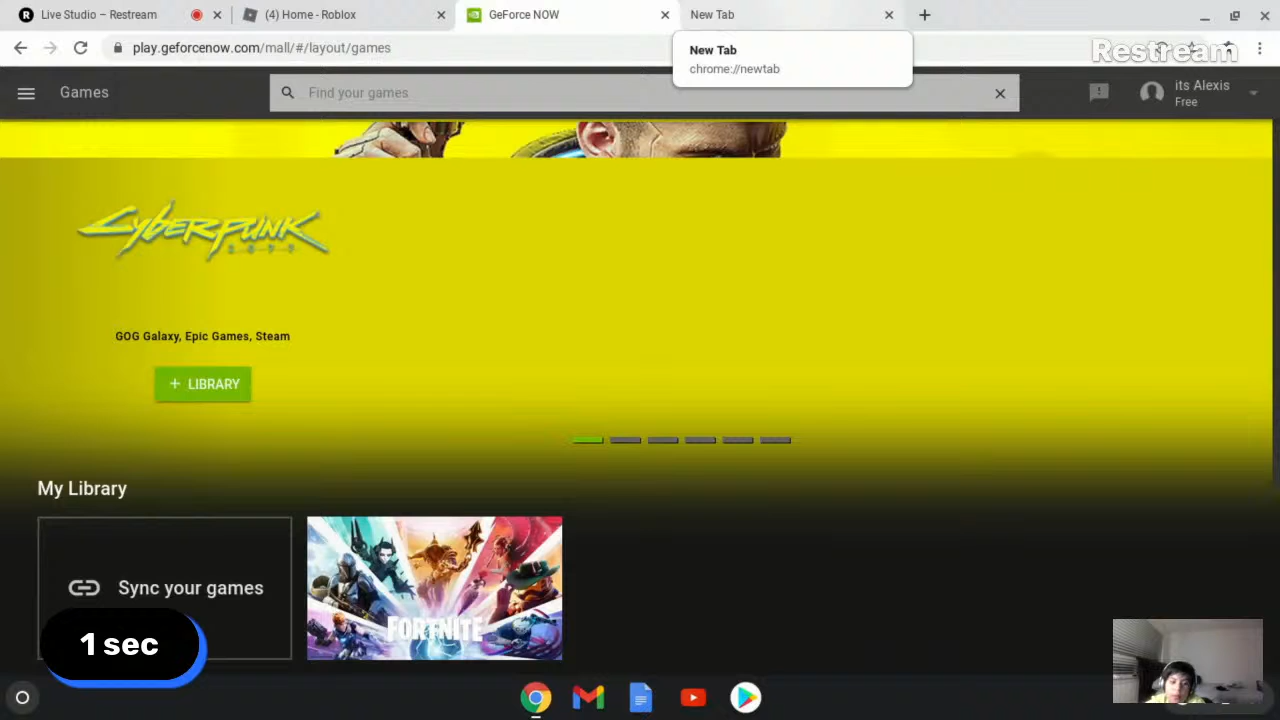 Live Studio – Restream
(4) Home - Roblox
GeForce NOW
New Tab
play.geforcenow.com/mall/#/layout/games
New Tab
chrome://newtab
Restream
Games
Find your games
its Alexis
Free
CYBERPUNK
2077
GOG Galaxy, Epic Games, Steam
+ LIBRARY
My Library
Sync your games
FORTNITE
1 sec